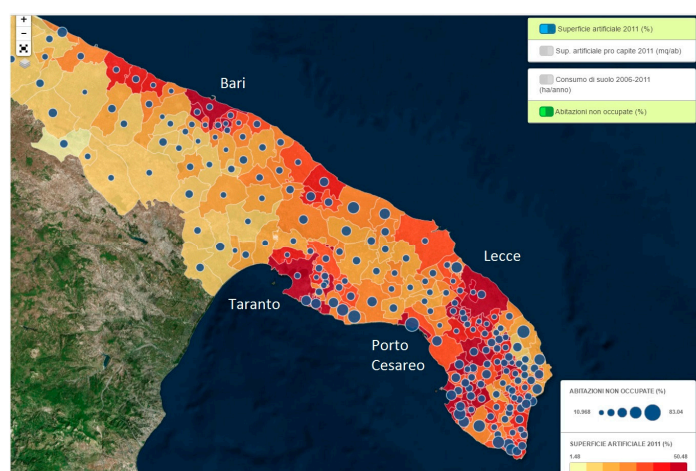 +
−
Superficie artificiale 2011 (%)
Sup. artificiale pro capite 2011 (mq/ab)
Consumo di suolo 2006-2011
(ha/anno)
Abitazioni non occupate (%)
Bari
Lecce
Taranto
Porto
Cesareo
ABITAZIONI NON OCCUPATE (%)
10.968
83.04
SUPERFICIE ARTIFICIALE 2011 (%)
1.48
50.48